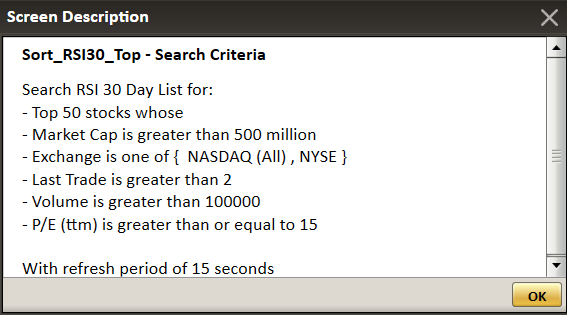 Screen Description
Sort_RSI30_Top - Search Criteria
Search RSI 30 Day List for:
- Top 50 stocks whose
- Market Cap is greater than 500 million
- Exchange is one of {  NASDAQ (All) , NYSE }
- Last Trade is greater than 2
- Volume is greater than 100000
- P/E (ttm) is greater than or equal to 15
With refresh period of 15 seconds
OK